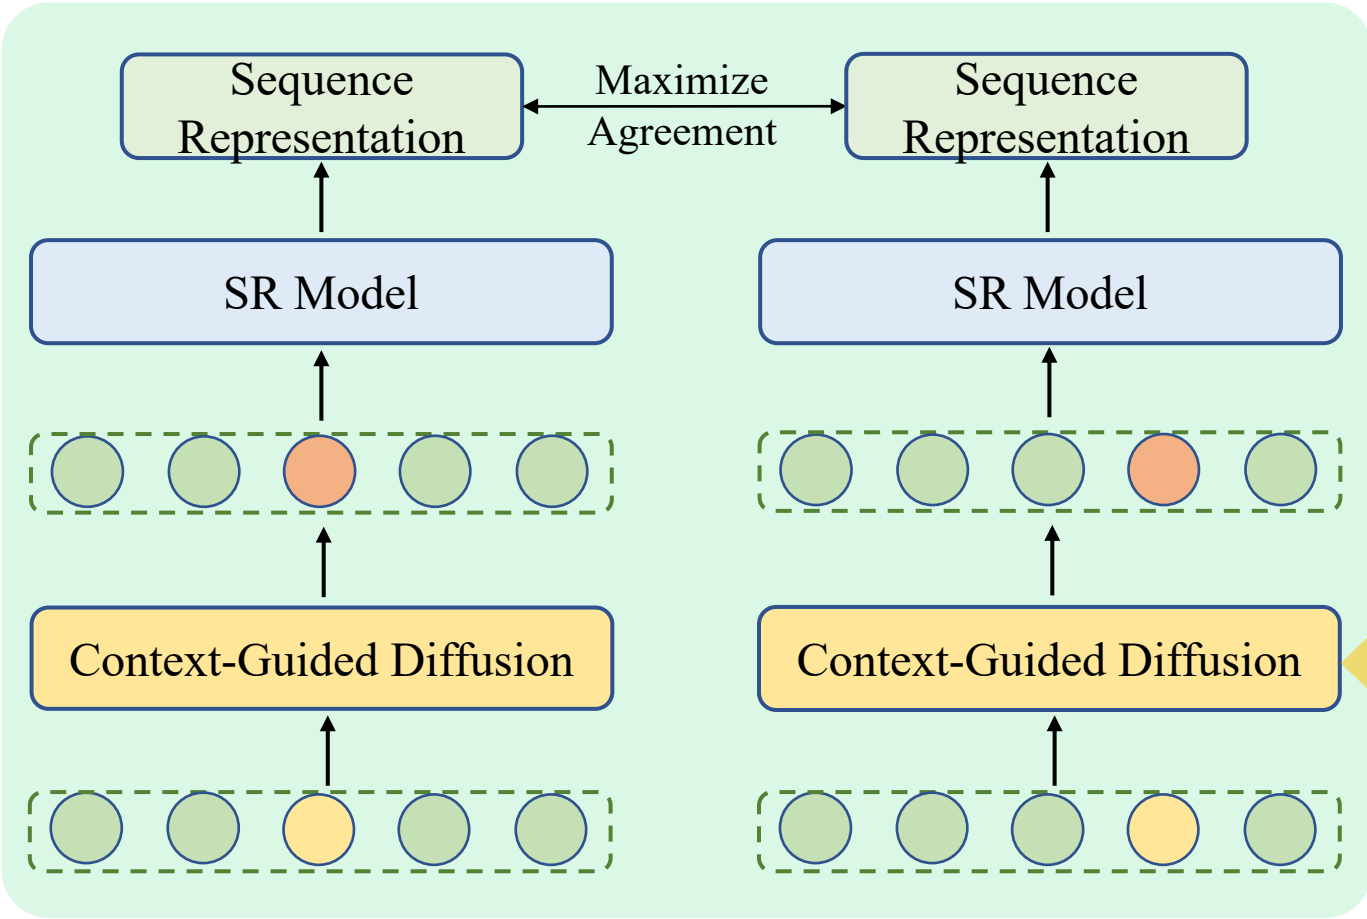 Sequence
Representation
Maximize
Agreement
Sequence
Representation
SR Model
SR Model
Context-Guided Diffusion
Context-Guided Diffusion